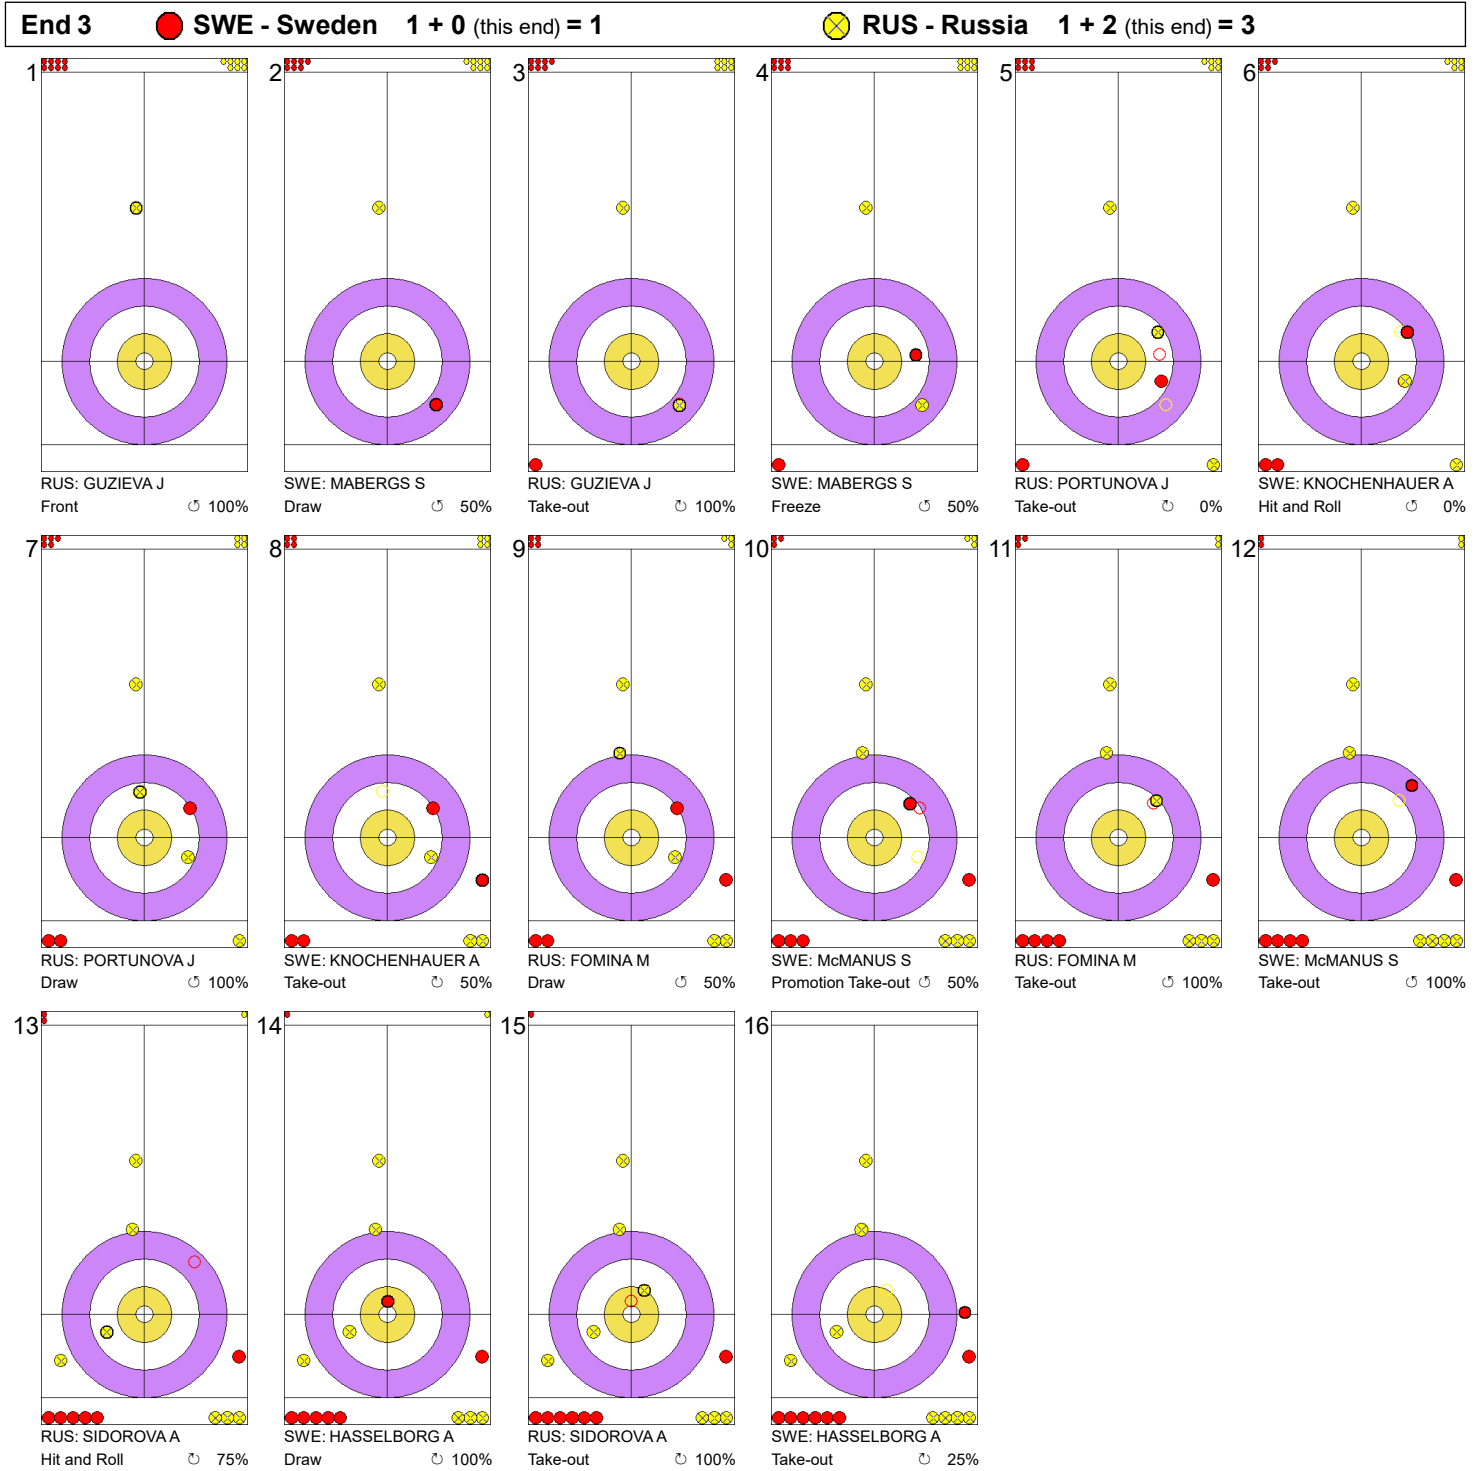 End 3 SWE - Sweden 1 + 0 (this end) = 1 RUS - Russia 1 + 2 (this end) = 3
1 2 3 4 5 6
RUS: GUZIEVA J SWE: MABERGS S RUS: GUZIEVA J SWE: MABERGS S RUS: PORTUNOVA J SWE: KNOCHENHAUER A
Front ↺ 100% Draw ↺ 50% Take-out ↻ 100% Freeze ↺ 50% Take-out ↻ 0% Hit and Roll ↺ 0%
7 8 9 10 11 12
RUS: PORTUNOVA J SWE: KNOCHENHAUER A RUS: FOMINA M SWE: McMANUS S RUS: FOMINA M SWE: McMANUS S
Draw ↺ 100% Take-out ↻ 50% Draw ↺ 50% Promotion Take-out ↺ 50% Take-out ↺ 100% Take-out ↺ 100%
13 14 15 16
RUS: SIDOROVA A SWE: HASSELBORG A RUS: SIDOROVA A SWE: HASSELBORG A
Hit and Roll ↻ 75% Draw ↻ 100% Take-out ↻ 100% Take-out ↻ 25%